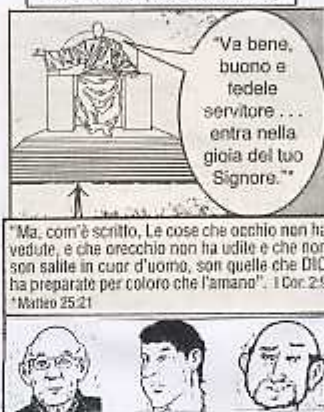 "Va bene,
buono e
fedele
servitore . . .
entra nella
gioia del tuo
Signore."*
"Ma, com'è scritto, Le cose che occhio non ha
vedute, e che orecchio non ha udite e che non
son salite in cuor d'uomo, son quelle che DIO
ha preparate per coloro che l'amano". I Cor. 2:9
*Matteo 25:21